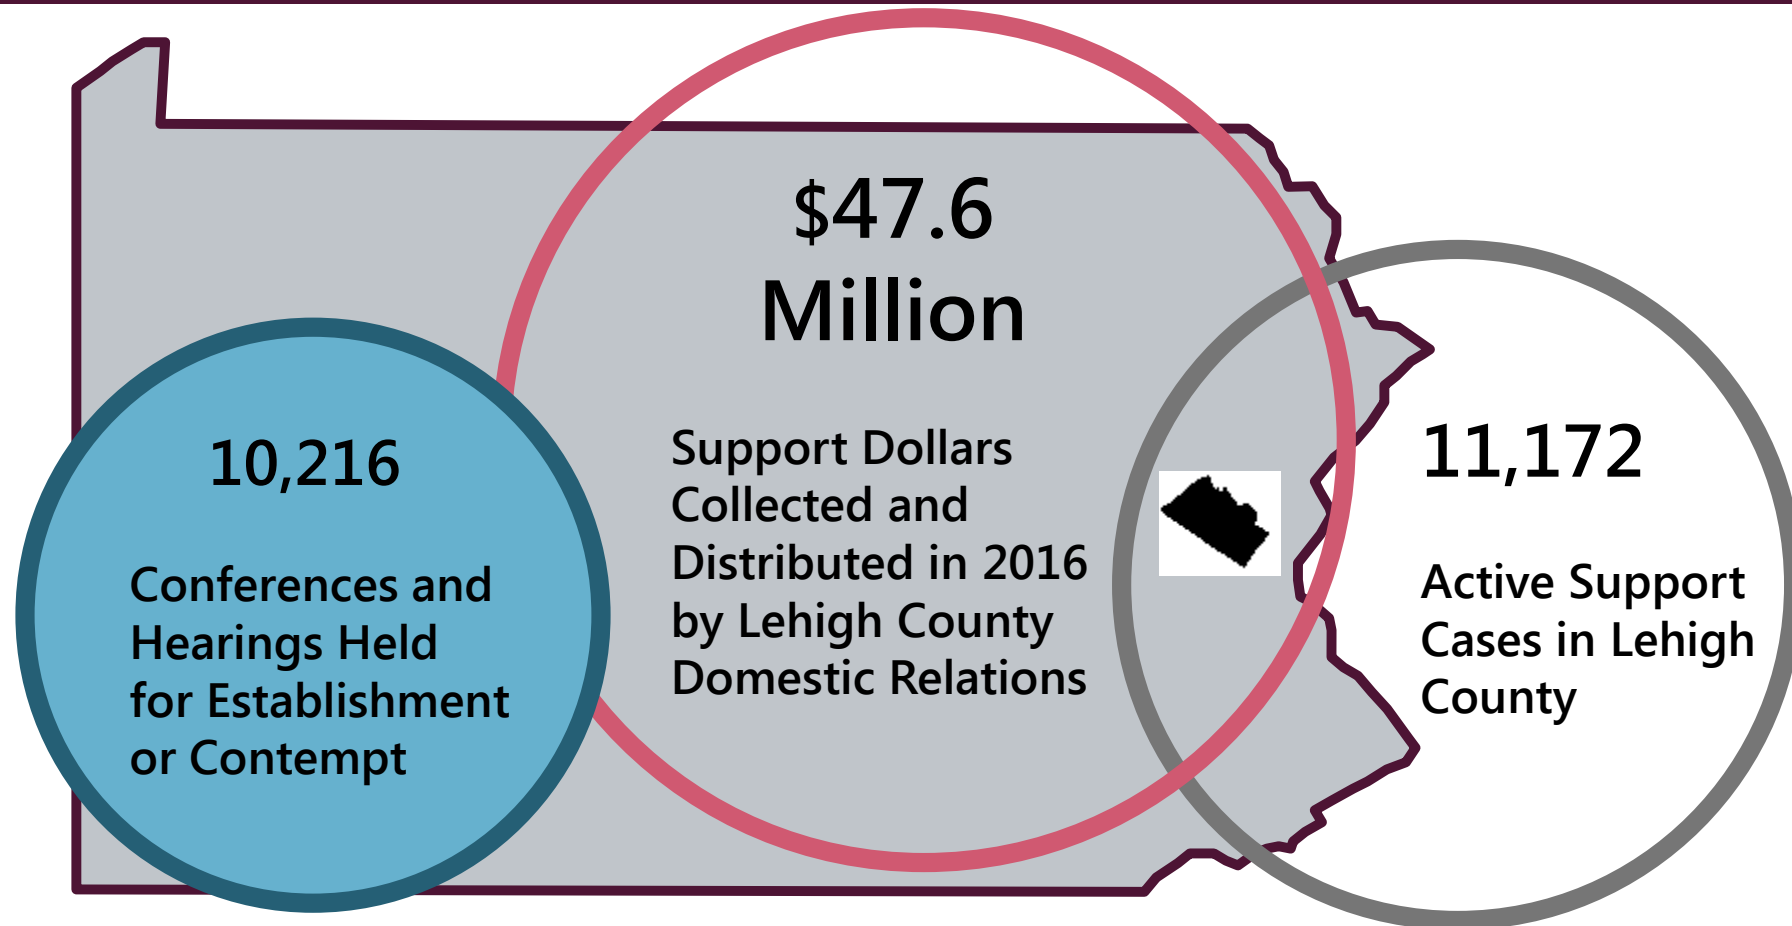 10,216
Conferences and
Hearings Held
for Establishment
or Contempt
$47.6
Million
Support Dollars
Collected and
Distributed in 2016
by Lehigh County
Domestic Relations
11,172
Active Support
Cases in Lehigh
County